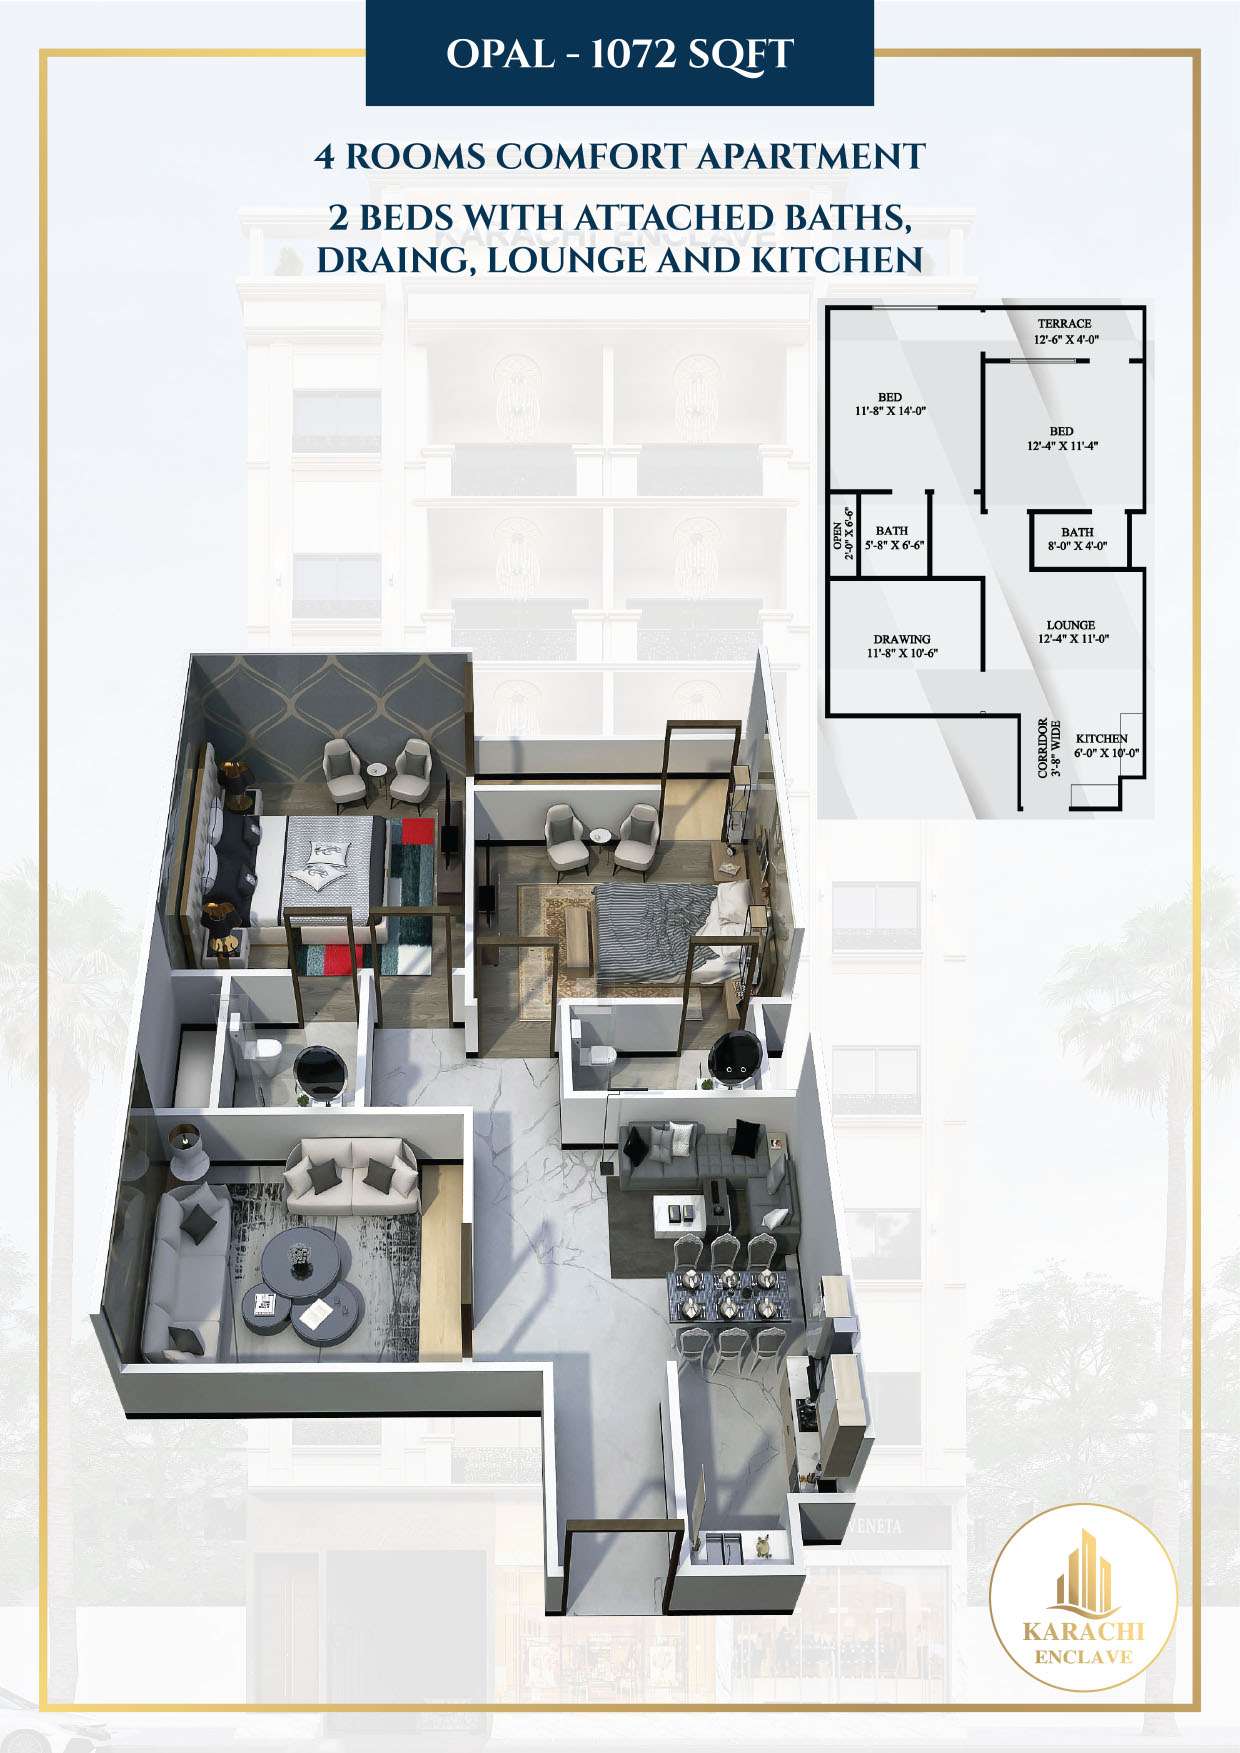 OPAL - 1072 SQFT
4 ROOMS COMFORT APARTMENT
2 BEDS WITH ATTACHED BATHS,
DRAING, LOUNGE AND KITCHEN
KARACHI ENCLAVE
TERRACE
12'-6" X 4'-0"
BED
11'-8" X 14'-0"
BED
12'-4" X 11'-4"
OPEN
2'-0" X 6'-6"
BATH
5'-8" X 6'-6"
BATH
8'-0" X 4'-0"
LOUNGE
12'-4" X 11'-0"
DRAWING
11'-8" X 10'-6"
CORRIDOR
3'-8" WIDE
KITCHEN
6'-0" X 10'-0"
VENETA
KARACHI
ENCLAVE